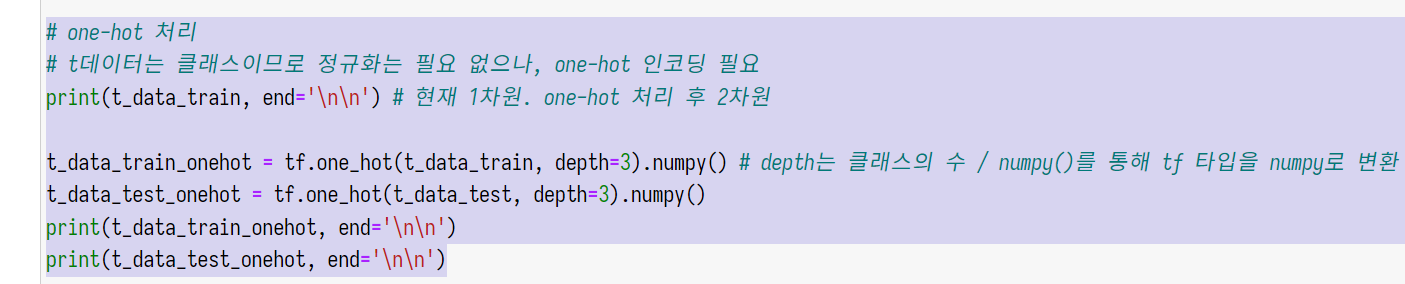 # one-hot 처리
# t데이터는 클래스이므로 정규화는 필요 없으나, one-hot 인코딩 필요
print(t_data_train, end='\n\n') # 현재 1차원. one-hot 처리 후 2차원
t_data_train_onehot = tf.one_hot(t_data_train, depth=3).numpy() # depth는 클래스의 수 / numpy()를 통해 tf 타입을 numpy로 변환
t_data_test_onehot = tf.one_hot(t_data_test, depth=3).numpy()
print(t_data_train_onehot, end='\n\n')
print(t_data_test_onehot, end='\n\n')